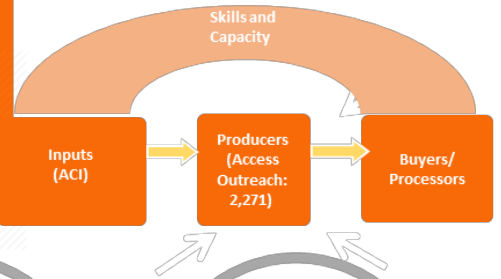 Skills and
Capacity
Inputs
(ACI)
Producers
(Access
Outreach:
2,271)
Buyers/
Processors